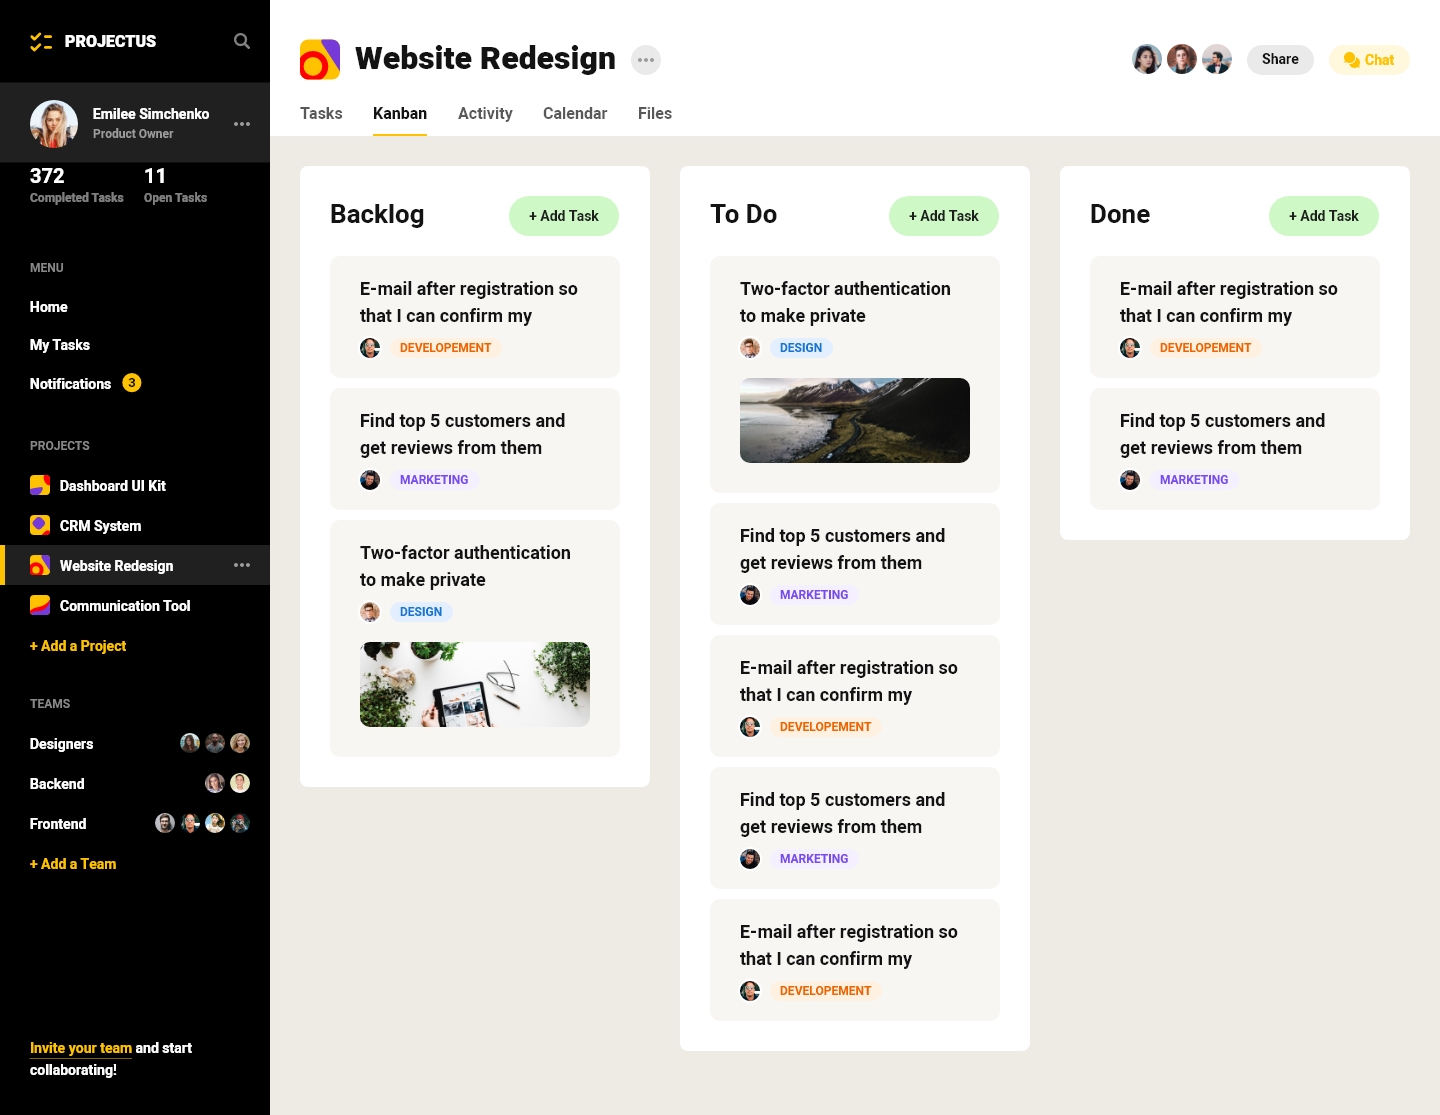 PROJECTUS
Emilee Simchenko
Product Owner
372
11
Completed Tasks
Open Tasks
MENU
Home
My Tasks
Notifications
3
PROJECTS
Dashboard UI Kit
CRM System
Website Redesign
Communication Tool
+ Add a Project
TEAMS
Designers
Backend
Frontend
+ Add a Team
Invite your team and start
collaborating!
Website Redesign
Share
Chat
Tasks
Kanban
Activity
Calendar
Files
Backlog
+ Add Task
E-mail after registration so
that I can confirm my
DEVELOPEMENT
Find top 5 customers and
get reviews from them
MARKETING
Two-factor authentication
to make private
DESIGN
To Do
+ Add Task
Two-factor authentication
to make private
DESIGN
Find top 5 customers and
get reviews from them
MARKETING
E-mail after registration so
that I can confirm my
DEVELOPEMENT
Find top 5 customers and
get reviews from them
MARKETING
E-mail after registration so
that I can confirm my
DEVELOPEMENT
Done
+ Add Task
E-mail after registration so
that I can confirm my
DEVELOPEMENT
Find top 5 customers and
get reviews from them
MARKETING